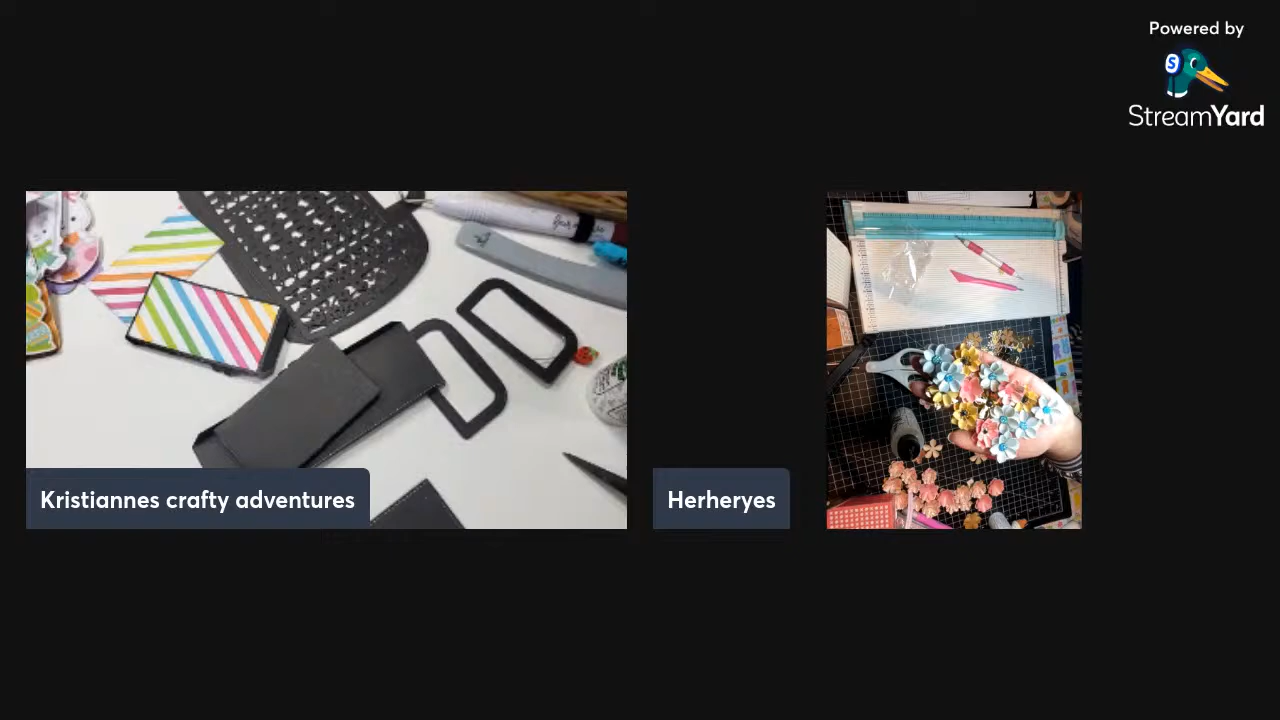 Powered by
S
StreamYard
Kristiannes crafty adventures
Herheryes